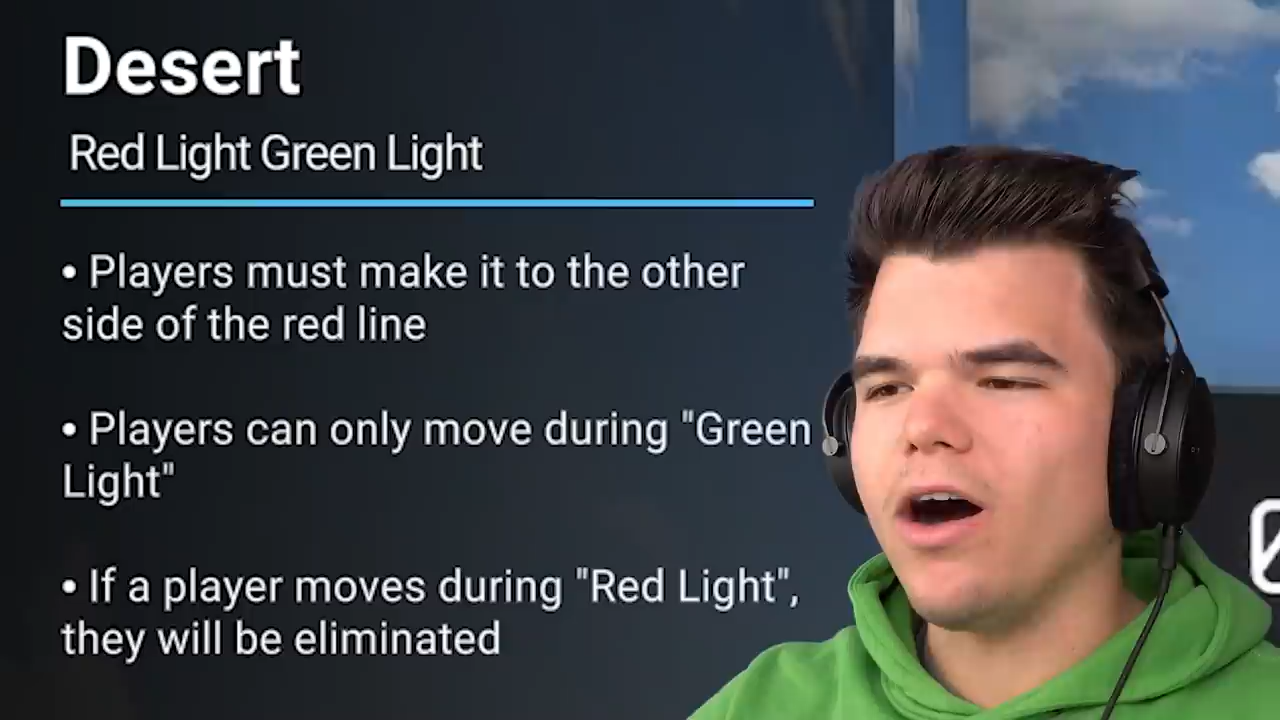 Desert
Red Light Green Light
• Players must make it to the other
side of the red line
• Players can only move during "Green
Light"
• If a player moves during "Red Light",
they will be eliminated